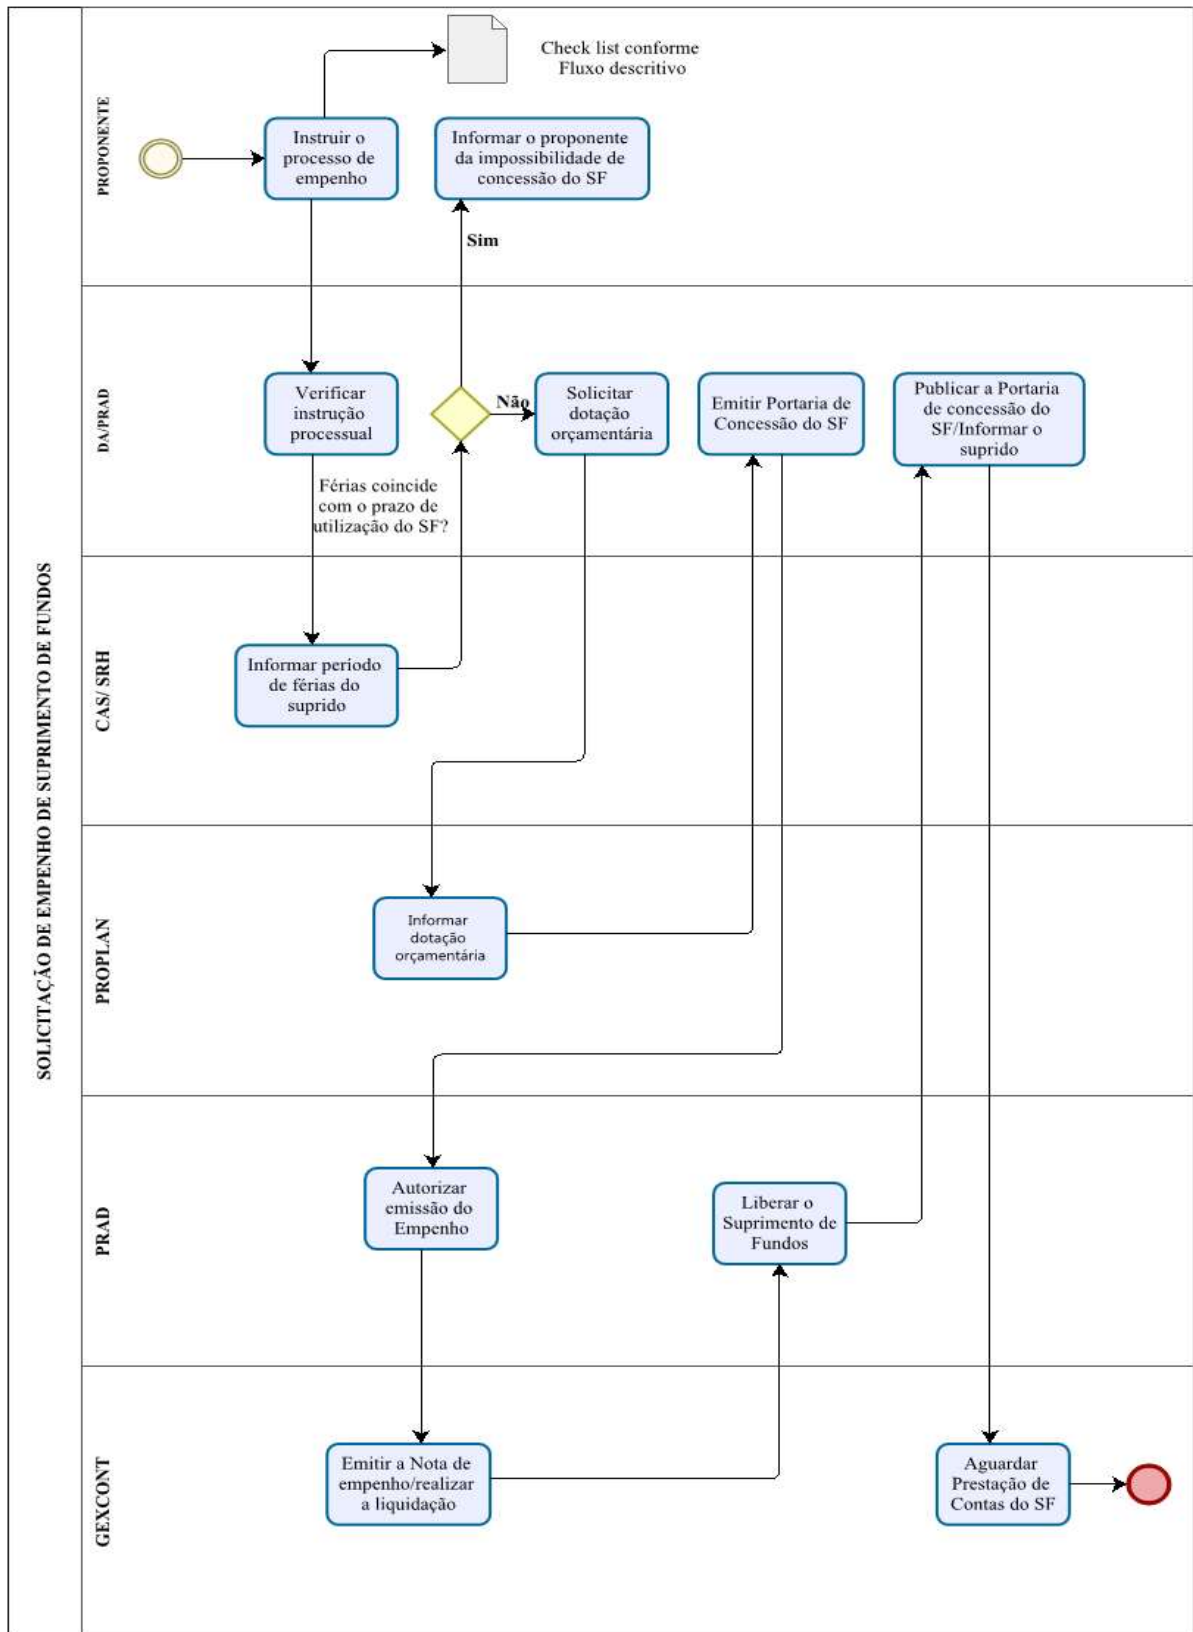 SOLICITAÇÃO DE EMPENHO DE SUPRIMENTO DE FUNDOS
PROPONENTE
Check list conforme
Fluxo descritivo
Instruir o
processo de
empenho
Informar o proponente
da impossibilidade de
concessão do SF
Sim
DA/PRAD
Verificar
instrução
processual
Não
Solicitar
dotação
orçamentária
Emitir Portaria de
Concessão do SF
Publicar a Portaria
de concessão do
SF/Informar o
suprido
Férias coincide
com o prazo de
utilização do SF?
CAS/ SRH
Informar período
de férias do
suprido
PROPLAN
Informar
dotação
orçamentária
PRAD
Autorizar
emissão do
Empenho
Liberar o
Suprimento de
Fundos
GEXCONT
Emitir a Nota de
empenho/realizar
a liquidação
Aguardar
Prestação de
Contas do SF